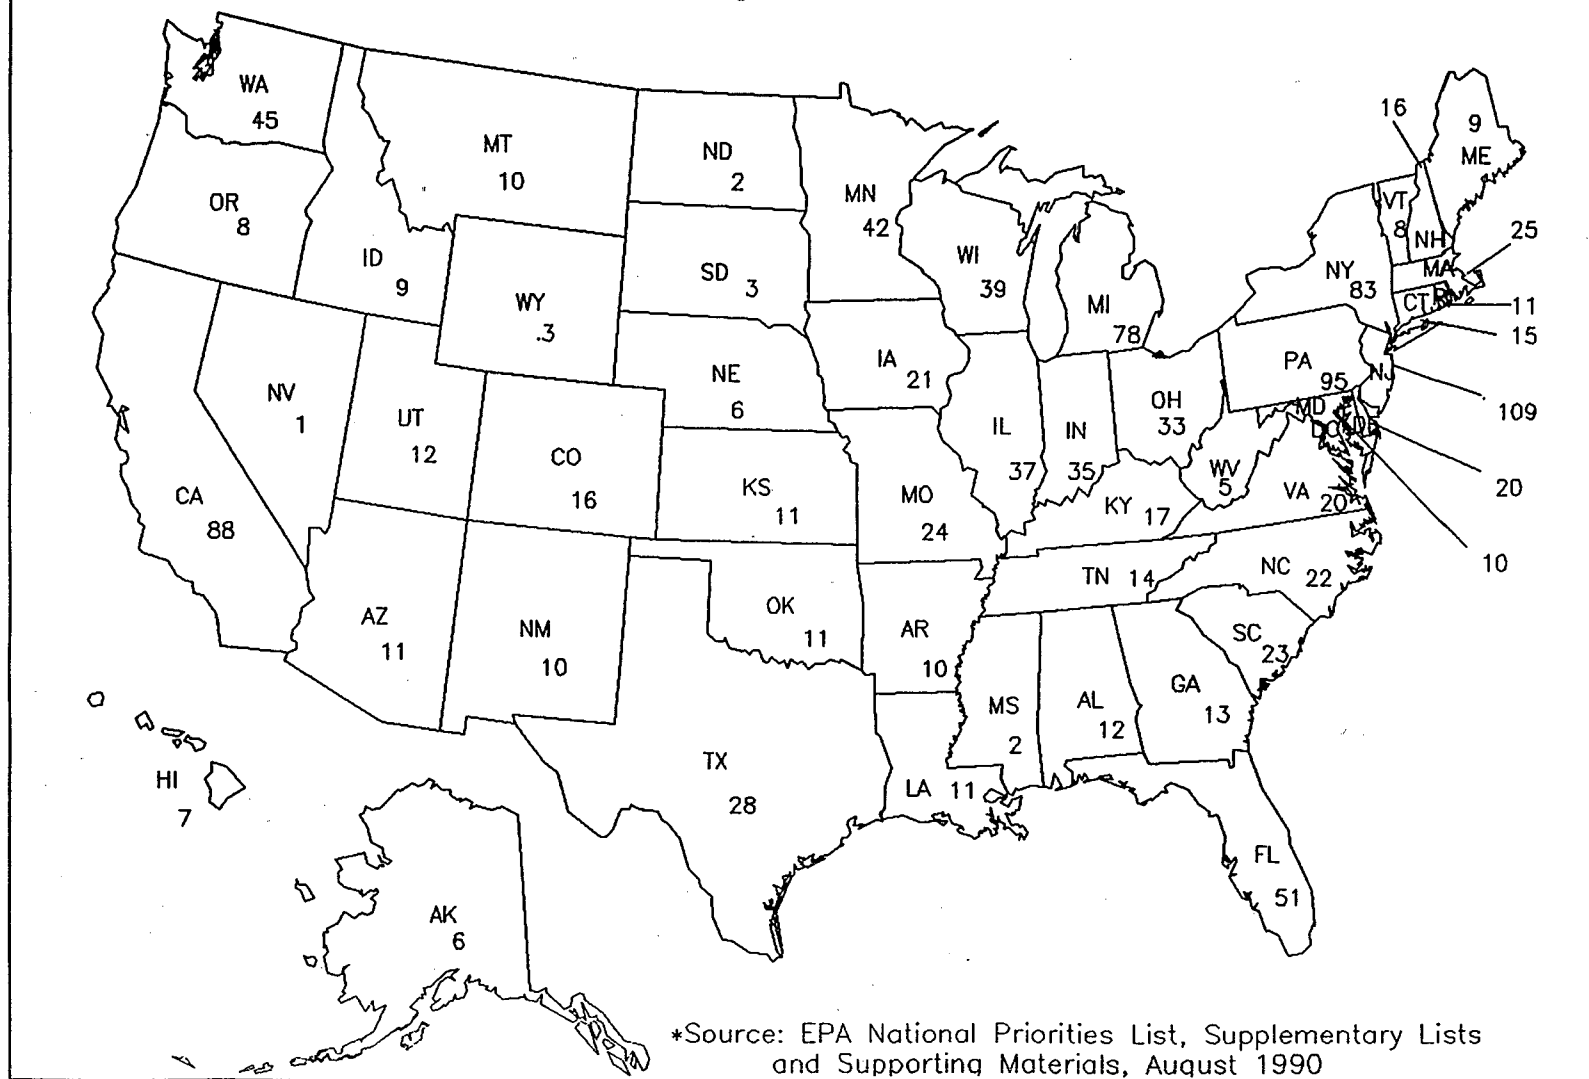 16
9
ME
WA
45
MT
10
ND
2
MN
42
VT
8
NH
25
OR
8
ID
9
SD
3
WI
39
MI
78
NY
83
MA
CT
RI
11
15
WY
.3
IA
21
NE
6
PA
95
NJ
109
NV
1
UT
12
CO
16
IL
37
IN
35
OH
33
MD
DC
DE
20
WV
5
VA
20
10
CA
88
KS
11
MO
24
KY
17
AZ
11
NM
10
OK
11
AR
10
TN 14
NC 22
SC
23
MS
2
AL
12
GA
13
HI
7
TX
28
LA 11
FL
51
AK
6
*Source: EPA National Priorities List, Supplementary Lists
and Supporting Materials, August 1990